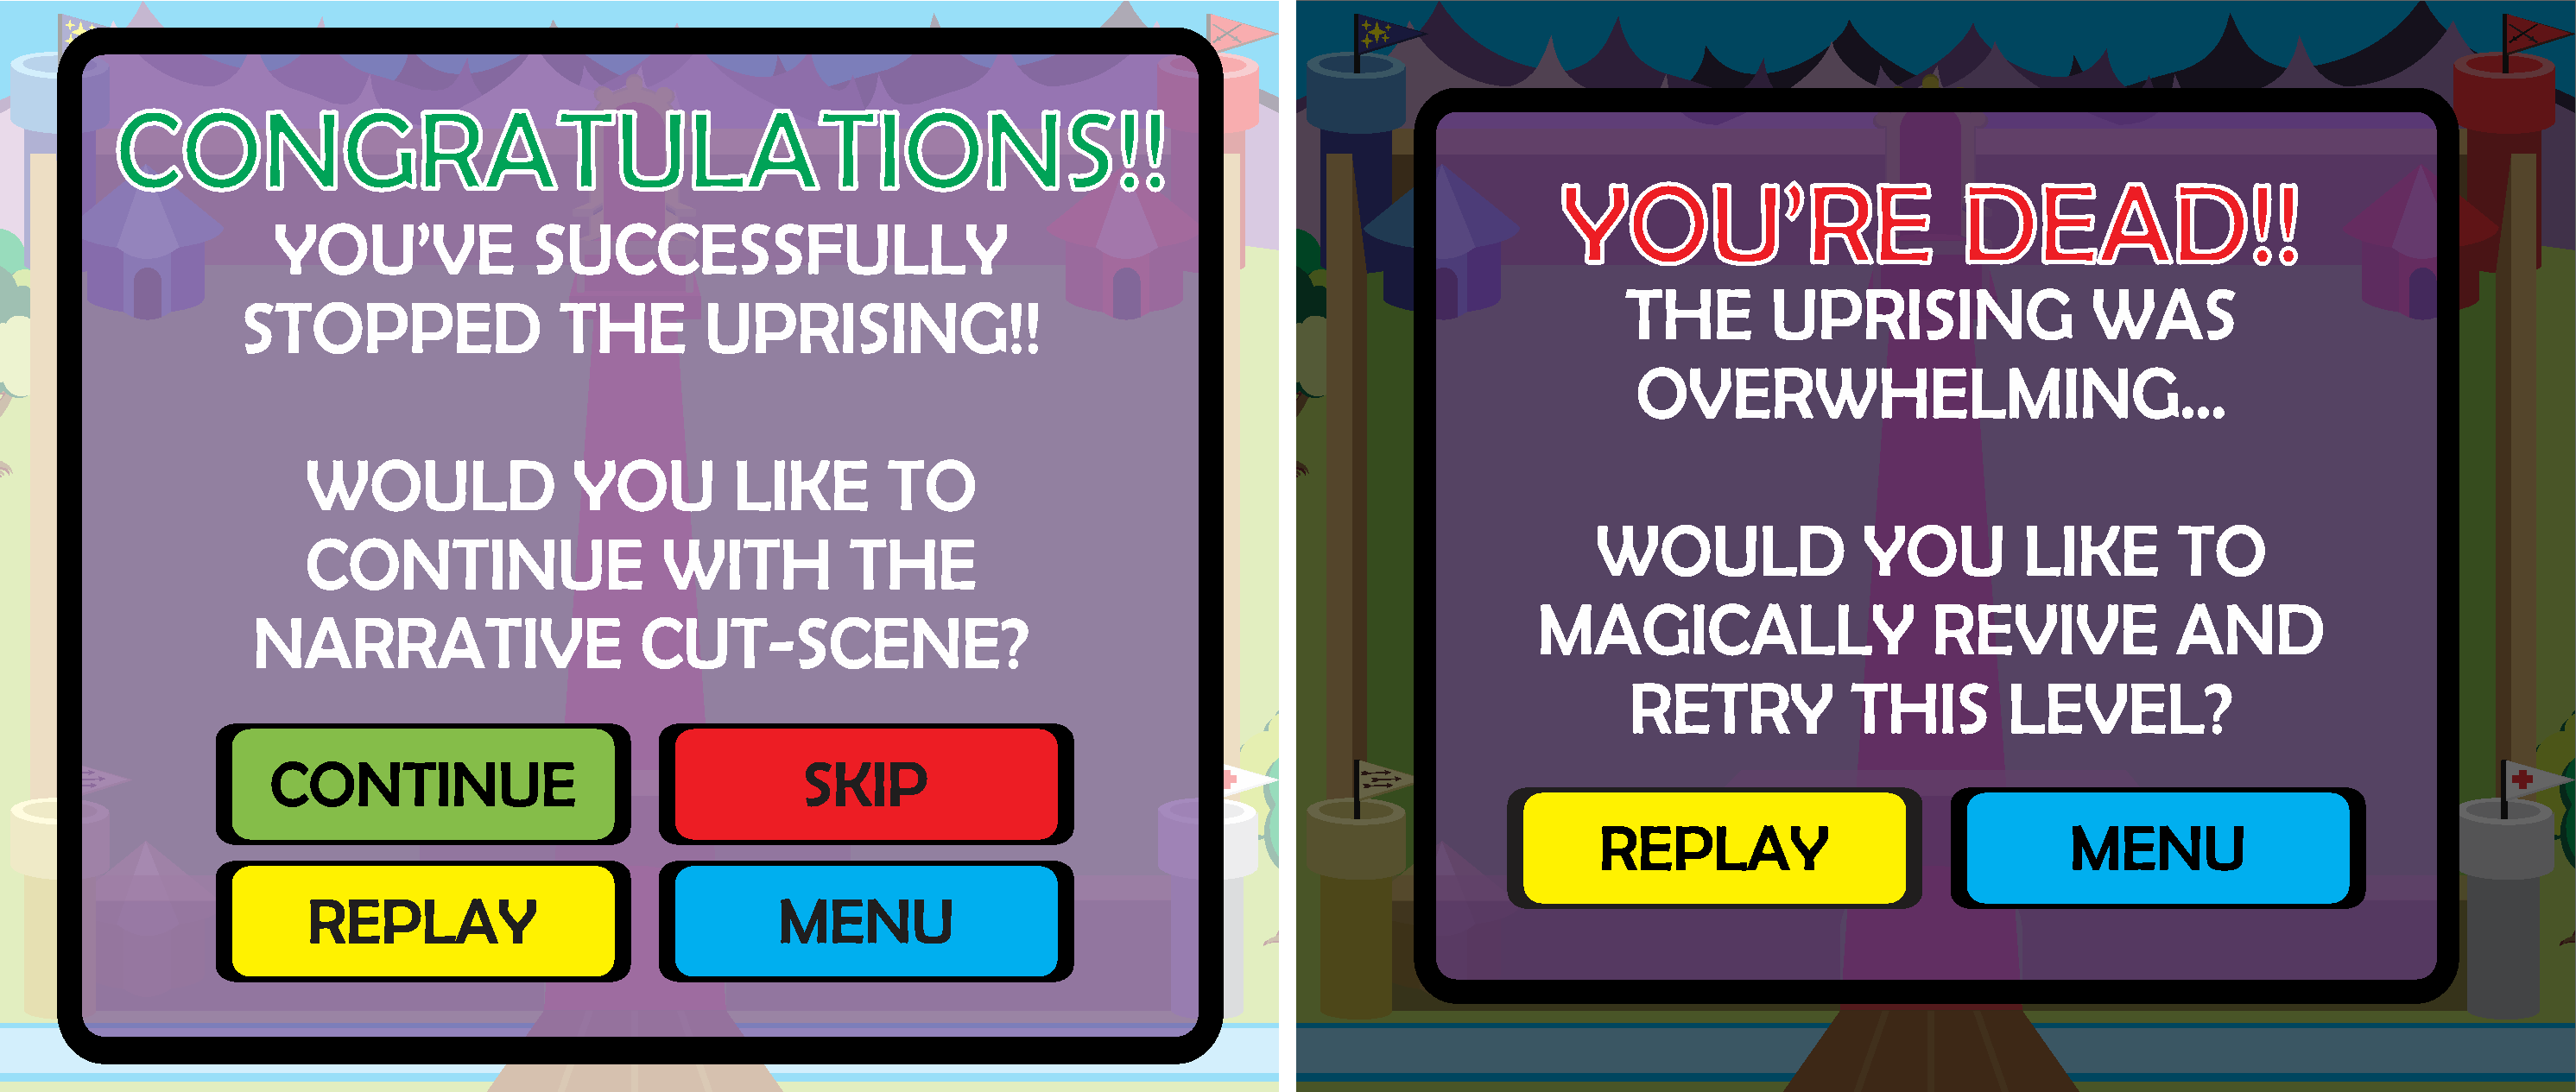 CONGRATULATIONS!!
YOU'VE SUCCESSFULLY
STOPPED THE UPRISING!!
WOULD YOU LIKE TO
CONTINUE WITH THE
NARRATIVE CUT-SCENE?
CONTINUE
SKIP
REPLAY
MENU
YOU'RE DEAD!!
THE UPRISING WAS
OVERWHELMING...
WOULD YOU LIKE TO
MAGICALLY REVIVE AND
RETRY THIS LEVEL?
REPLAY
MENU